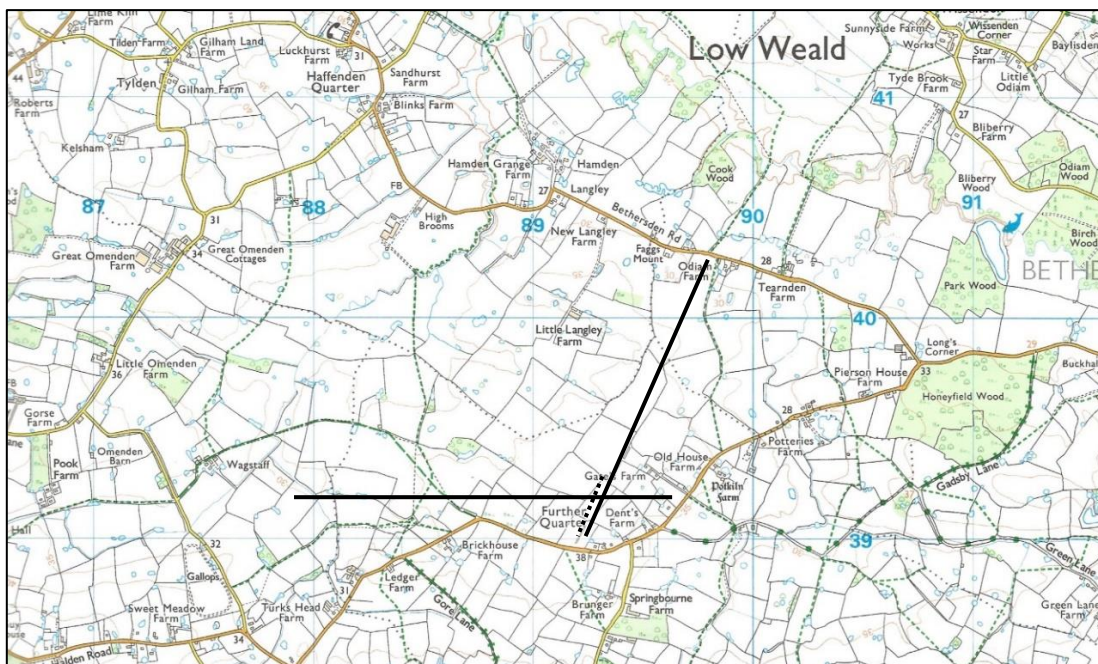 Lime Kiln
Farm
Tilden Farm
Gilham Land
Farm
Tylden
Gilham Farm
44
Roberts
Farm
Kelsham
Luckhurst
Farm
31
Haffenden
Quarter
Sandhurst
Farm
Blinks Farm
Low Weald
Sunnyside Farm
Works
Wissenden
Corner
Star
Farm
Baylisden
Little
Odiam
Tyde Brook
Farm
41
27
Bliberry
Farm
Odiam
Wood
Bliberry
Wood
91
Birch
Wood
BETHE
Park Wood
Hamden
Grange
Farm
Hamden
27
Langley
Cook
Wood
90
FB
High
Brooms
89
New Langley
Farm
Bethersden Rd
Faggs
Mount
Odiam
Farm
28
Tearnden
Farm
30
87
88
31
Great Omenden
Farm
34
Great Omenden
Cottages
Little Langley
Farm
40
Long's
Corner
29
33
Buckhal
Pierson House
Farm
Honeyfield Wood
Little Omenden
Farm
36
FB
Gorse
Farm
ane
Pook
Farm
Omenden
Barn
Wagstaff
28
Potteries
Farm
Old House
Farm
Potkiln
Farm
Gadsby Lane
Further
Quarter
Dent's
Farm
39
Green Lane
Hall
32
Gallops
Brickhouse
Farm
38
Ledger
Farm
Gore Lane
Brunger
Farm
Springbourne
Farm
Sweet Meadow
Farm
Turks Head
Farm
31
34
Halden Road
Green Lane
Farm